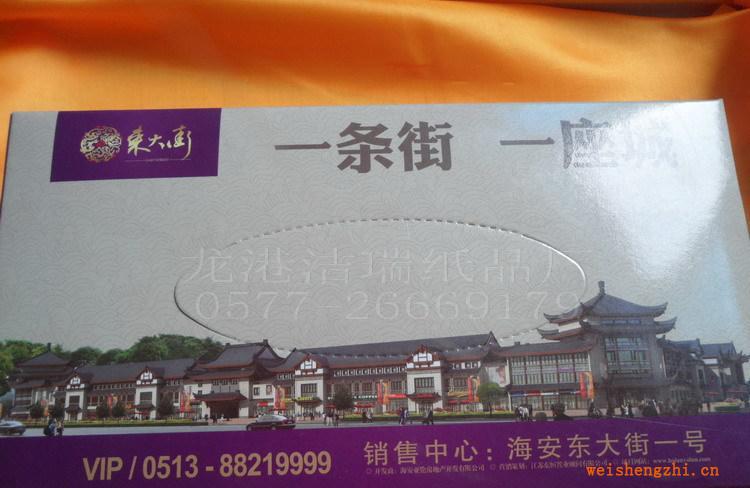 東大街
一条街 一座城
龙港洁瑞纸品厂
0577 26669179
VIP / 0513 - 88219999
销售中心：海安东大街一号
weishengzhi.cn